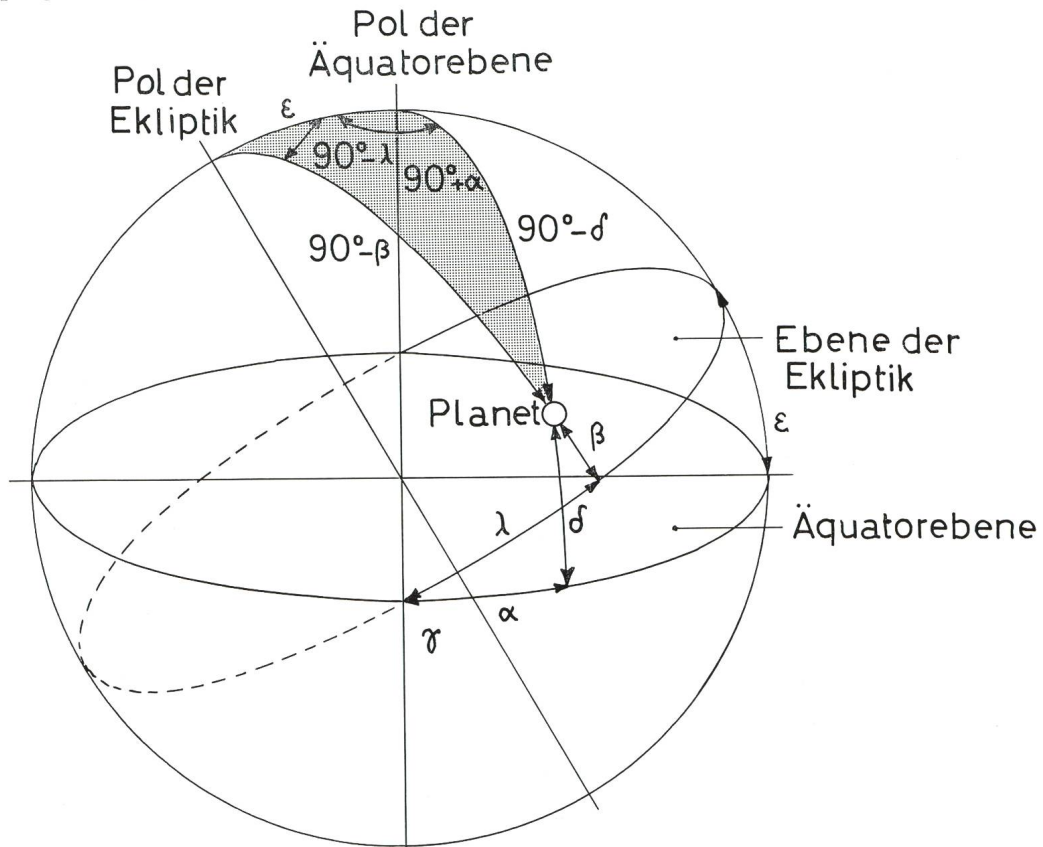 Pol der
Äquatorebene
Pol der
Ekliptik
ε
90°-λ
90°+α
90°-δ
90°-β
Ebene der
Ekliptik
Planet
β
ε
λ
δ
Äquatorebene
α
γ